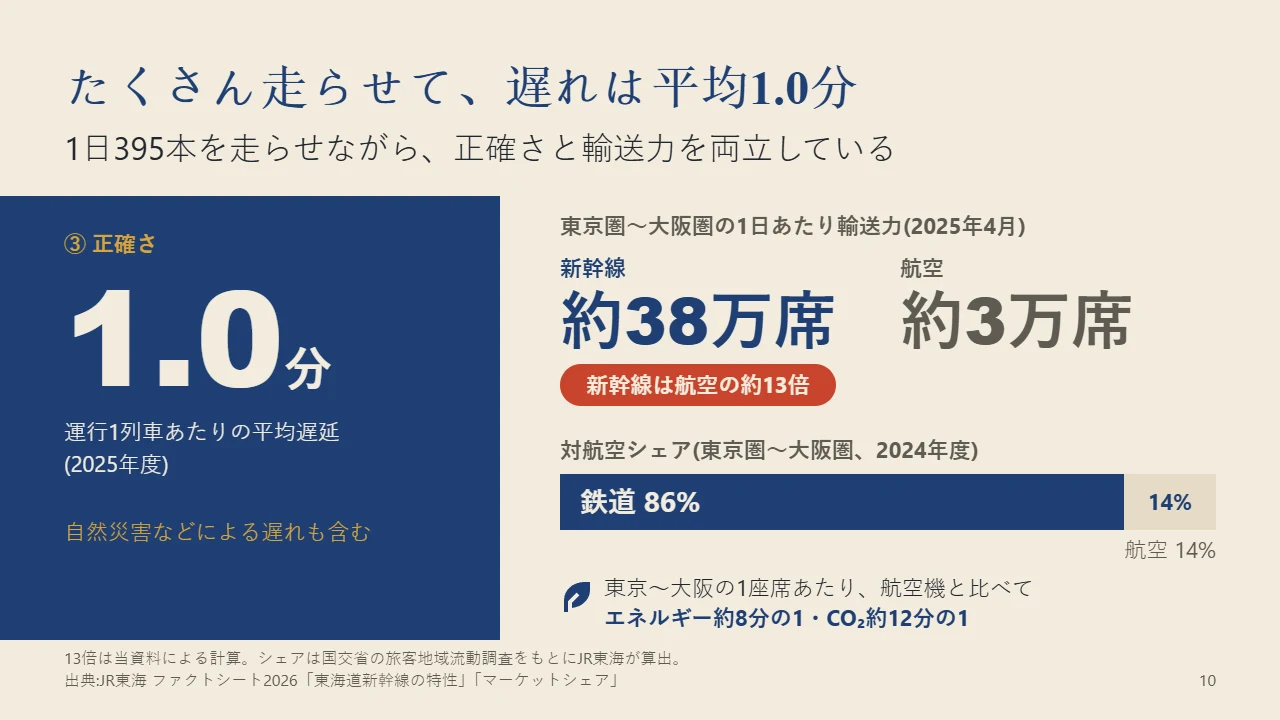 たくさん走らせて、遅れは平均1.0分
1日395本を走らせながら、正確さと輸送力を両立している
③ 正確さ
1.0分
運行1列車あたりの平均遅延
(2025年度)
自然災害などによる遅れも含む
東京圏～大阪圏の1日あたり輸送力(2025年4月)
新幹線
約38万席
航空
約3万席
新幹線は航空の約13倍
対航空シェア(東京圏～大阪圏、2024年度)
鉄道 86%
14%
航空 14%
東京～大阪の1座席あたり、航空機と比べて
エネルギー約8分の1・CO₂約12分の1
13倍は当資料による計算。シェアは国交省の旅客地域流動調査をもとにJR東海が算出。
出典:JR東海 ファクトシート2026「東海道新幹線の特性」「マーケットシェア」
10